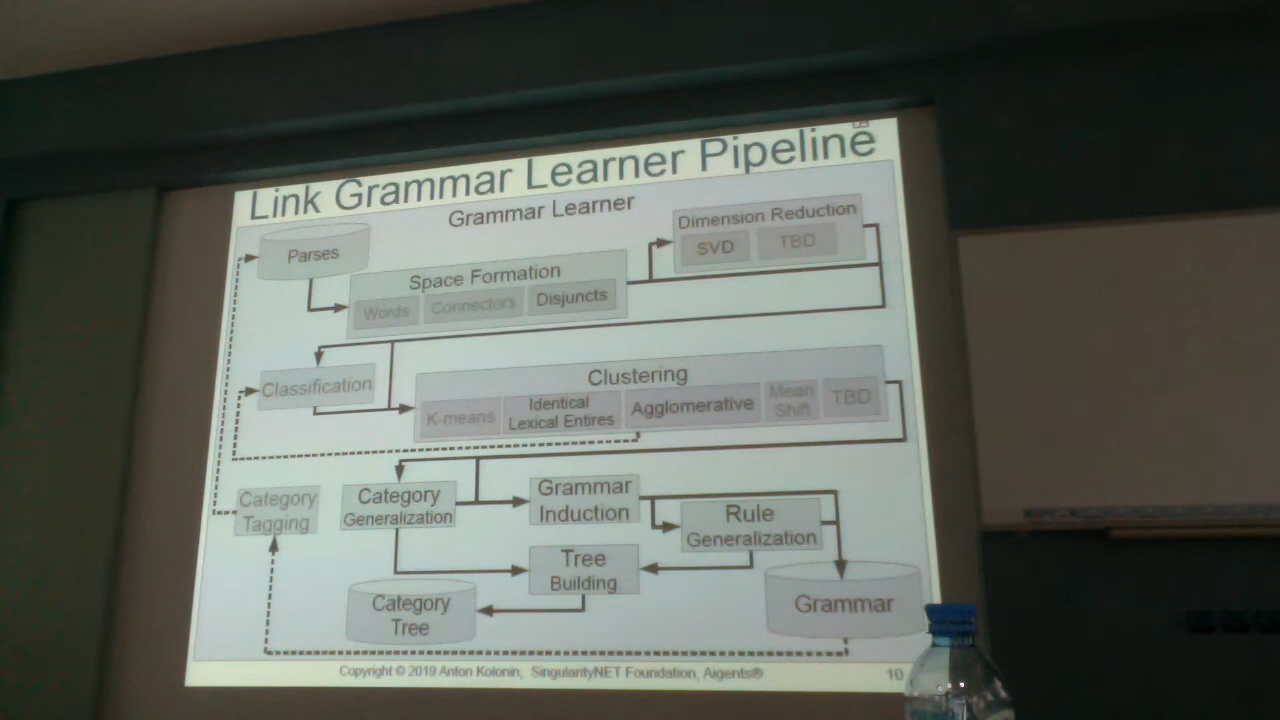 Link Grammar Learner Pipeline
Grammar Learner
Parses
Space Formation
Words
Connectors
Disjuncts
Dimension Reduction
SVD
TBD
Classification
Clustering
K-means
Identical
Lexical Entires
Agglomerative
Mean
Shift
TBD
Category
Tagging
Category
Generalization
Grammar
Induction
Rule
Generalization
Tree
Building
Category
Tree
Grammar
Copyright © 2019 Anton Kolonin, SingularityNET Foundation, Aigents®
10